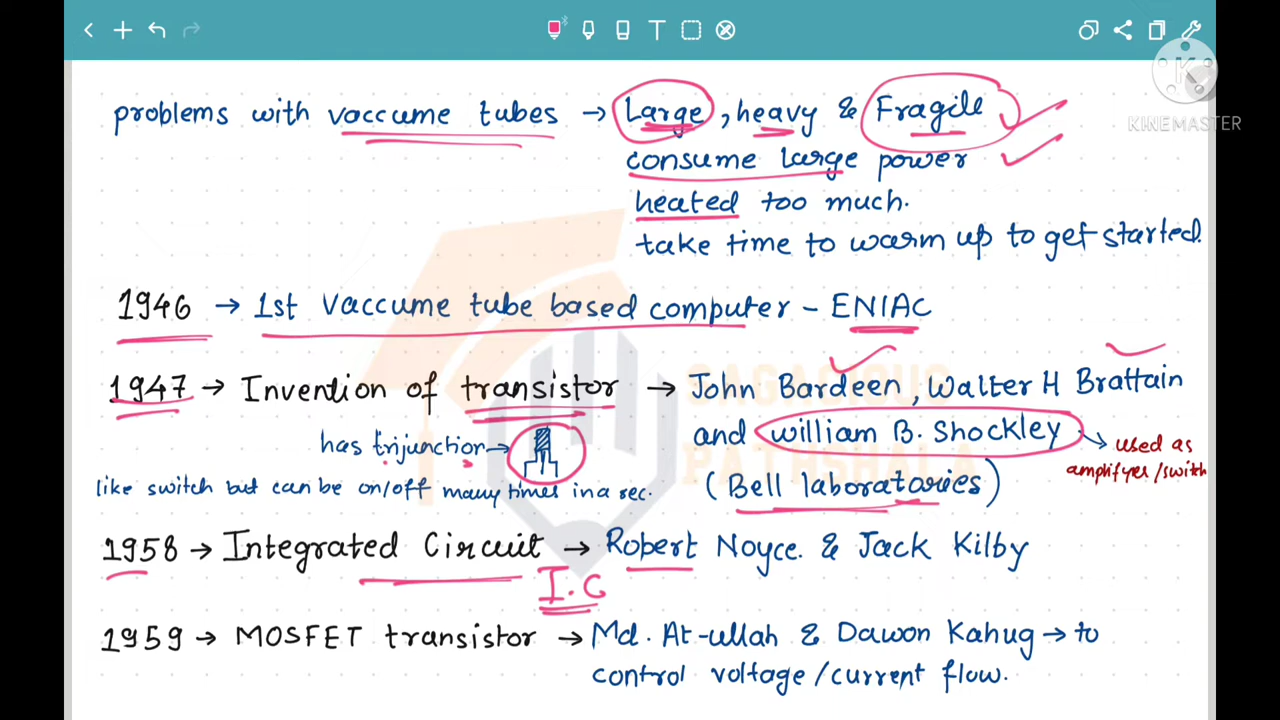 problems with vaccume tubes → Large, heavy & Fragile
KINEMASTER
consume large power
heated too much.
take time to warm up to get started.
1946 → 1st vaccume tube based computer - ENIAC
1947 → Invention of transistor → John Bardeen, Walter H Brattain
and william B. Shockley → used as
amplifyer/swith
has trijunction →
like switch but can be on/off many times in a sec.
(Bell laboratories)
1958 → Integrated Circuit → Robert Noyce & Jack Kilby
I.C
1959 → MOSFET transistor → Md. At-ullah & Dawon Kahug → to
control voltage/current flow.
SAGACIOUS
PATHSHALA